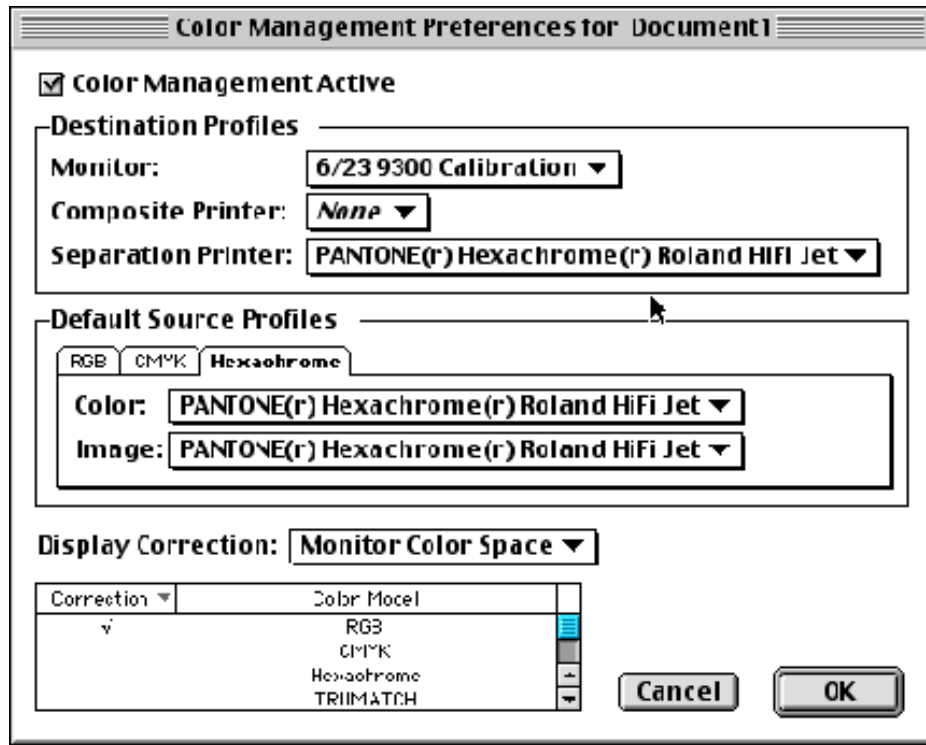 Color Management Preferences for Document1
Color Management Active
Destination Profiles
Monitor: 6/23 9300 Calibration
Composite Printer: None
Separation Printer: PANTONE(r) Hexachrome(r) Roland HiFi Jet
Default Source Profiles
RGB CMYK Hexachrome
Color: PANTONE(r) Hexachrome(r) Roland HiFi Jet
Image: PANTONE(r) Hexachrome(r) Roland HiFi Jet
Display Correction: Monitor Color Space
Correction Color Model
√ RGB
CMYK
Hexachrome
TRUMATCH
Cancel OK